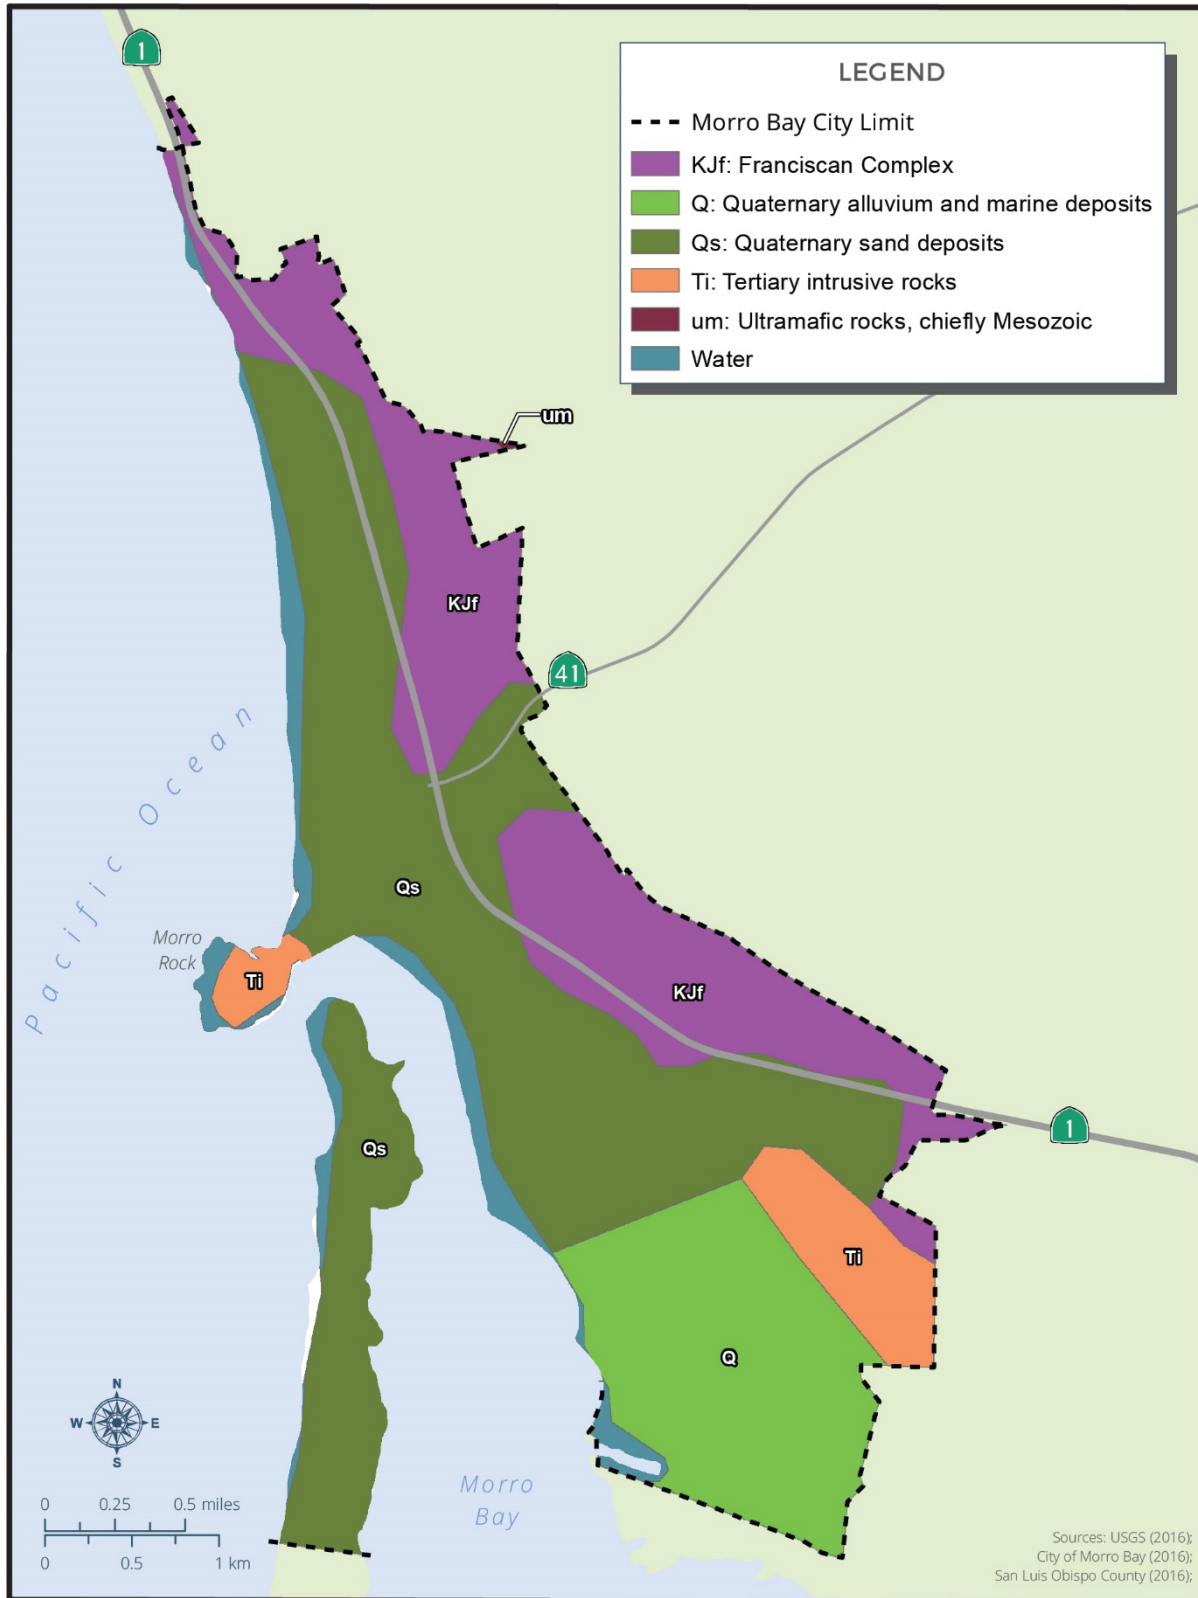 1
LEGEND
Morro Bay City Limit
KJf: Franciscan Complex
Q: Quaternary alluvium and marine deposits
Qs: Quaternary sand deposits
Ti: Tertiary intrusive rocks
um: Ultramafic rocks, chiefly Mesozoic
Water
um
KJf
41
Pacific Ocean
Qs
Morro
Rock
Ti
KJf
1
Qs
Ti
Q
N
W
E
S
Morro
Bay
0 0.25 0.5 miles
0 0.5 1 km
Sources: USGS (2016);
City of Morro Bay (2016);
San Luis Obispo County (2016);